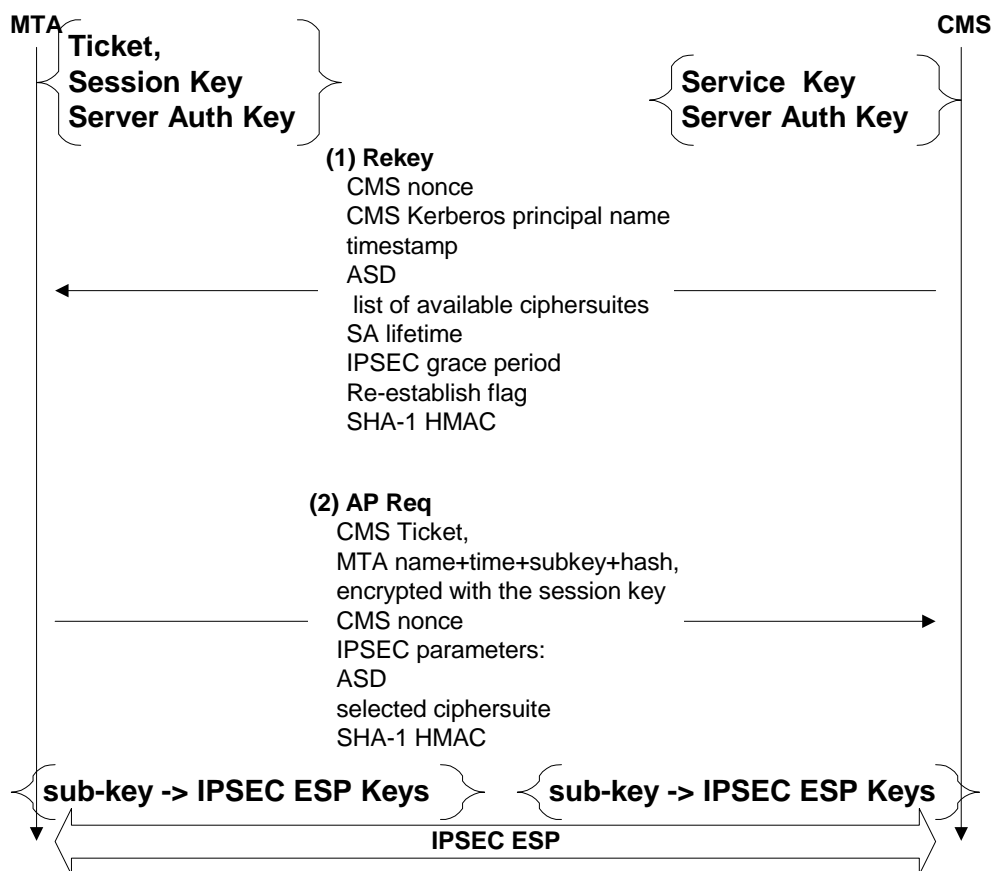 MTA
CMS
Ticket,
Session Key
Server Auth Key
Service Key
Server Auth Key
(1) Rekey
CMS nonce
CMS Kerberos principal name
timestamp
ASD
list of available ciphersuites
SA lifetime
IPSEC grace period
Re-establish flag
SHA-1 HMAC
(2) AP Req
CMS Ticket,
MTA name+time+subkey+hash,
encrypted with the session key
CMS nonce
IPSEC parameters:
ASD
selected ciphersuite
SHA-1 HMAC
sub-key -> IPSEC ESP Keys
sub-key -> IPSEC ESP Keys
IPSEC ESP